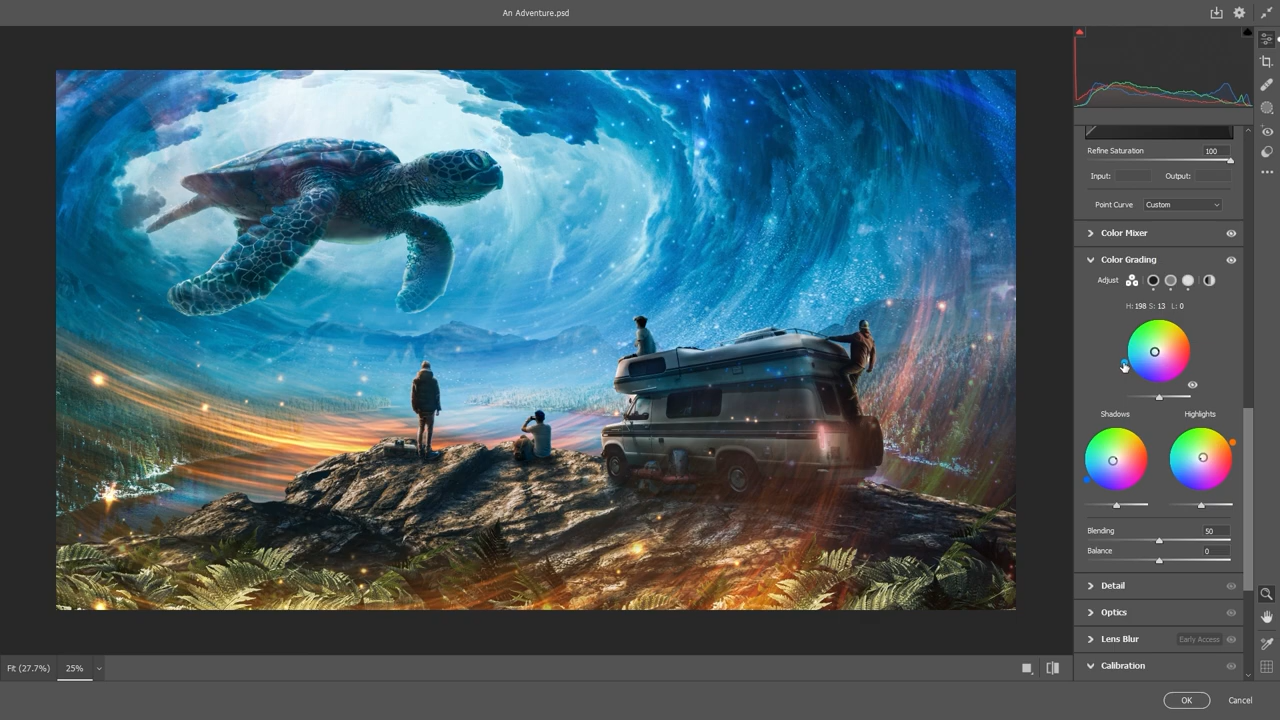 An Adventure.psd
Refine Saturation 100
Input: Output:
Point Curve Custom
Color Mixer
Color Grading
Adjust
H: 198 S: 13 L: 0
Shadows Highlights
Blending 50
Balance 0
Detail
Optics
Lens Blur Early Access
Calibration
Fit (27.7%) 25%
OK Cancel